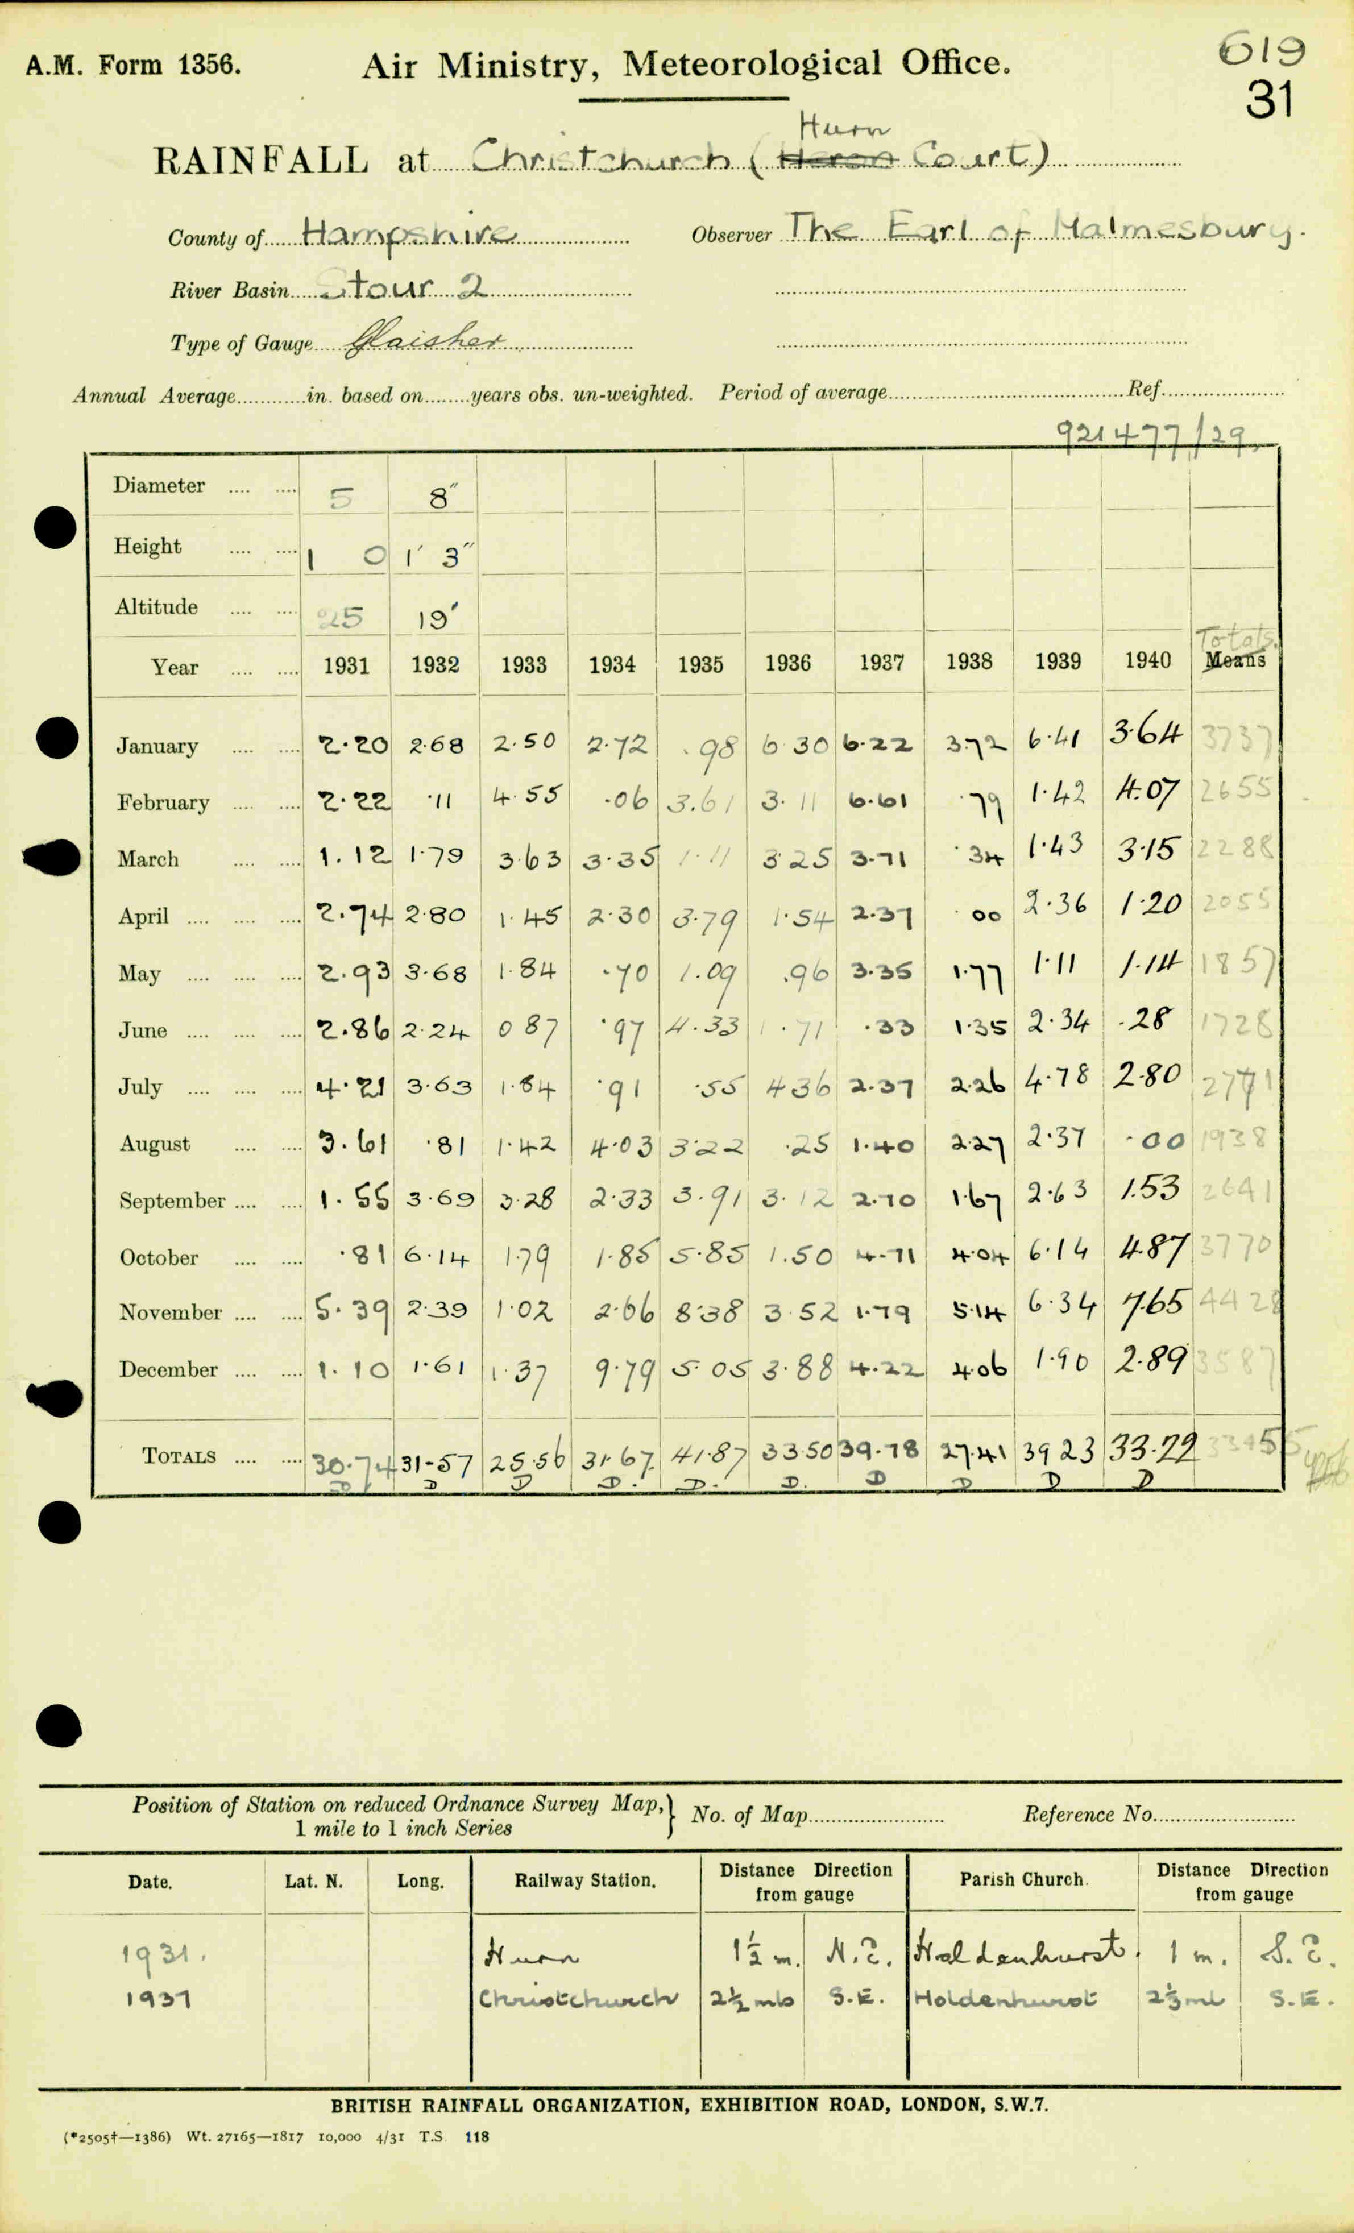 A.M. Form 1356.
Air Ministry, Meteorological Office.
619
31
Hurn
RAINFALL at Christchurch (Heron Court)
County of Hampshire Observer The Earl of Malmesbury.
River Basin Stour 2
Type of Gauge Glaisher
Annual Average in. based on years obs. un-weighted. Period of average Ref.
921477/29.
Diameter 5 8"
Height 1 0 1' 3"
Altitude 25 19'
Totals.
Year 1931 1932 1933 1934 1935 1936 1937 1938 1939 1940 Means
January 2.20 2.68 2.50 2.72 .98 6.30 6.22 3.72 6.41 3.64 3737
February 2.22 .11 4.55 .06 3.61 3.11 6.61 .79 1.42 4.07 2655
March 1.12 1.79 3.63 3.35 1.11 3.25 3.71 .34 1.43 3.15 2288
April 2.74 2.80 1.45 2.30 3.79 1.54 2.37 .00 2.36 1.20 2055
May 2.93 3.68 1.84 .70 1.09 .96 3.35 1.77 1.11 1.14 1857
June 2.86 2.24 0.87 .97 4.33 1.71 .33 1.35 2.34 .28 1728
July 4.21 3.63 1.84 .91 .55 4.36 2.37 2.26 4.78 2.80 2771
August 3.61 .81 1.42 4.03 3.22 .25 1.40 2.27 2.37 .00 1938
September 1.55 3.69 3.28 2.33 3.91 3.12 2.70 1.67 2.63 1.53 2641
October .81 6.14 1.79 1.85 5.85 1.50 4.71 4.04 6.14 4.87 3770
November 5.39 2.39 1.02 2.66 8.38 3.52 1.79 5.14 6.34 7.65 4428
December 1.10 1.61 1.37 9.79 5.05 3.88 4.22 4.06 1.90 2.89 3587
TOTALS 30.74 31.57 25.56 31.67 41.87 33.50 39.78 27.41 39.23 33.22 33455
D D D D. D. D. D D D D
Position of Station on reduced Ordnance Survey Map, 1 mile to 1 inch Series No. of Map Reference No.
Date. Lat. N. Long. Railway Station. Distance Direction from gauge Parish Church. Distance Direction from gauge
1931. Hurn 1½ m. N.E. Holdenhurst. 1 m. S.E.
1937 Christchurch 2½ mls S.E. Holdenhurst 2⅓ ml S.E.
BRITISH RAINFALL ORGANIZATION, EXHIBITION ROAD, LONDON, S.W.7.
(*2505†—1386) Wt. 27165—1817 10,000 4/31 T.S. 118